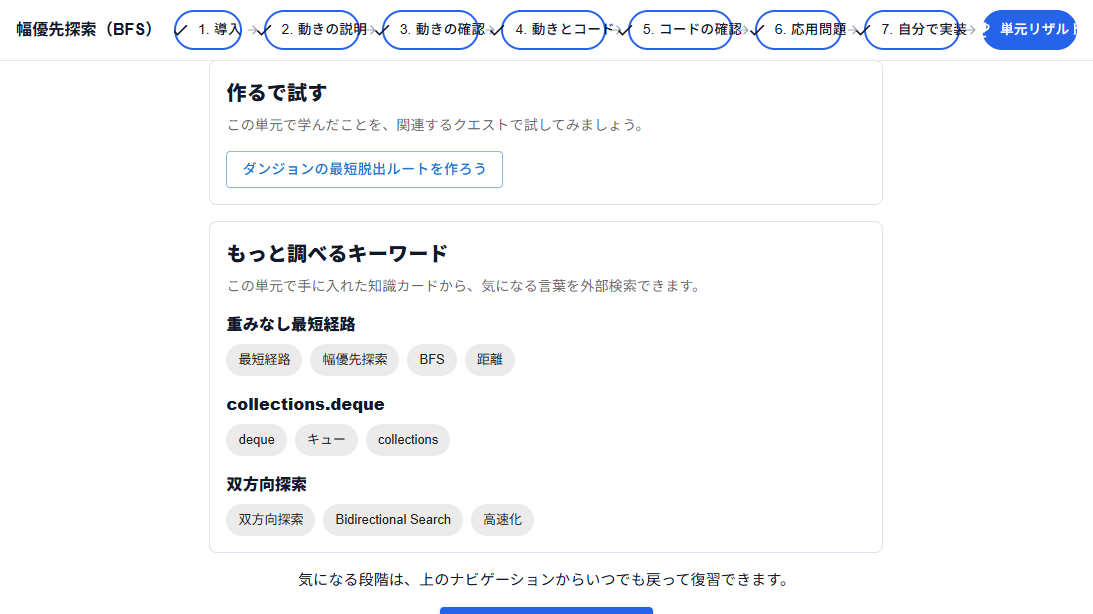 幅優先探索（BFS）
1. 導入
2. 動きの説明
3. 動きの確認
4. 動きとコード
5. コードの確認
6. 応用問題
7. 自分で実装
単元リザルト
作るで試す
この単元で学んだことを、関連するクエストで試してみましょう。
ダンジョンの最短脱出ルートを作ろう
もっと調べるキーワード
この単元で手に入れた知識カードから、気になる言葉を外部検索できます。
重みなし最短経路
最短経路 幅優先探索 BFS 距離
collections.deque
deque キュー collections
双方向探索
双方向探索 Bidirectional Search 高速化
気になる段階は、上のナビゲーションからいつでも戻って復習できます。